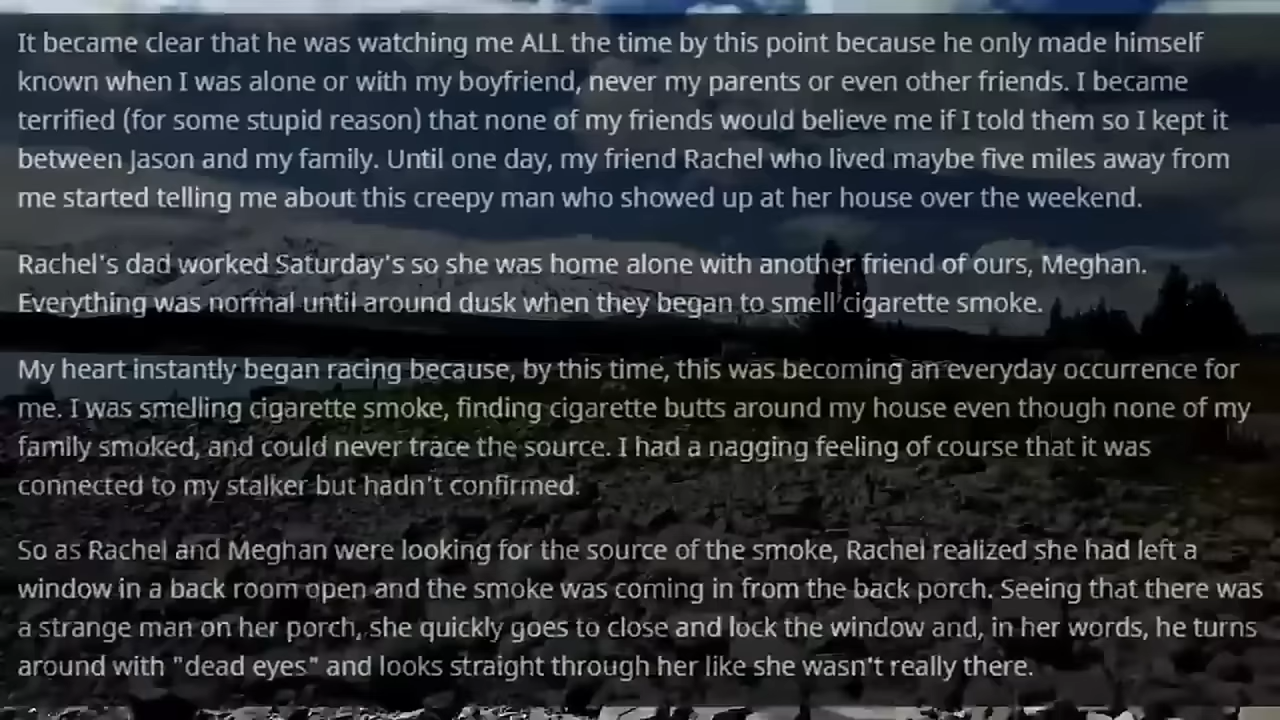 It became clear that he was watching me ALL the time by this point because he only made himself
known when I was alone or with my boyfriend, never my parents or even other friends. I became
terrified (for some stupid reason) that none of my friends would believe me if I told them so I kept it
between Jason and my family. Until one day, my friend Rachel who lived maybe five miles away from
me started telling me about this creepy man who showed up at her house over the weekend.
Rachel's dad worked Saturday's so she was home alone with another friend of ours, Meghan.
Everything was normal until around dusk when they began to smell cigarette smoke.
My heart instantly began racing because, by this time, this was becoming an everyday occurrence for
me. I was smelling cigarette smoke, finding cigarette butts around my house even though none of my
family smoked, and could never trace the source. I had a nagging feeling of course that it was
connected to my stalker but hadn't confirmed.
So as Rachel and Meghan were looking for the source of the smoke, Rachel realized she had left a
window in a back room open and the smoke was coming in from the back porch. Seeing that there was
a strange man on her porch, she quickly goes to close and lock the window and, in her words, he turns
around with "dead eyes" and looks straight through her like she wasn't really there.